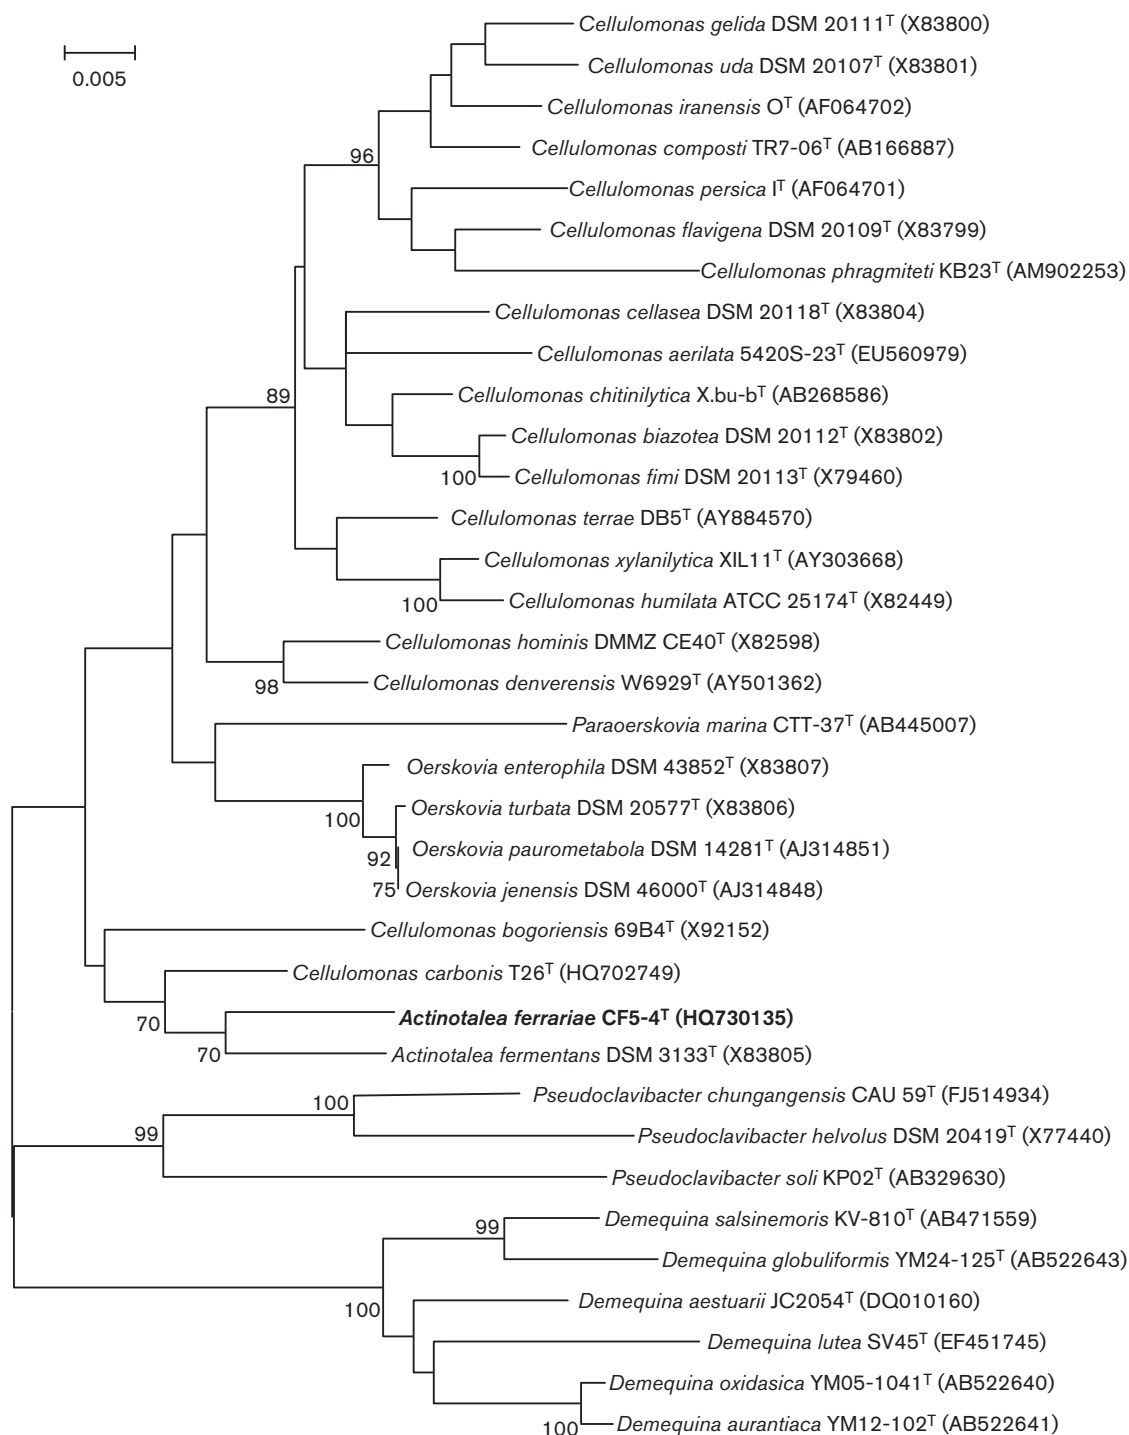 Cellulomonas gelida DSM 20111ᵀ (X83800)
0.005
Cellulomonas uda DSM 20107ᵀ (X83801)
Cellulomonas iranensis Oᵀ (AF064702)
Cellulomonas composti TR7-06ᵀ (AB166887)
96
Cellulomonas persica Iᵀ (AF064701)
Cellulomonas flavigena DSM 20109ᵀ (X83799)
Cellulomonas phragmiteti KB23ᵀ (AM902253)
Cellulomonas cellasea DSM 20118ᵀ (X83804)
Cellulomonas aerilata 5420S-23ᵀ (EU560979)
89
Cellulomonas chitinilytica X.bu-bᵀ (AB268586)
Cellulomonas biazotea DSM 20112ᵀ (X83802)
100
Cellulomonas fimi DSM 20113ᵀ (X79460)
Cellulomonas terrae DB5ᵀ (AY884570)
Cellulomonas xylanilytica XIL11ᵀ (AY303668)
100
Cellulomonas humilata ATCC 25174ᵀ (X82449)
Cellulomonas hominis DMMZ CE40ᵀ (X82598)
98
Cellulomonas denverensis W6929ᵀ (AY501362)
Paraoerskovia marina CTT-37ᵀ (AB445007)
Oerskovia enterophila DSM 43852ᵀ (X83807)
Oerskovia turbata DSM 20577ᵀ (X83806)
100
Oerskovia paurometabola DSM 14281ᵀ (AJ314851)
92
75
Oerskovia jenensis DSM 46000ᵀ (AJ314848)
Cellulomonas bogoriensis 69B4ᵀ (X92152)
Cellulomonas carbonis T26ᵀ (HQ702749)
Actinotalea ferrariae CF5-4ᵀ (HQ730135)
70
70
Actinotalea fermentans DSM 3133ᵀ (X83805)
Pseudoclavibacter chungangensis CAU 59ᵀ (FJ514934)
100
99
Pseudoclavibacter helvolus DSM 20419ᵀ (X77440)
Pseudoclavibacter soli KP02ᵀ (AB329630)
Demequina salsinemoris KV-810ᵀ (AB471559)
99
Demequina globuliformis YM24-125ᵀ (AB522643)
Demequina aestuarii JC2054ᵀ (DQ010160)
100
Demequina lutea SV45ᵀ (EF451745)
Demequina oxidasica YM05-1041ᵀ (AB522640)
100
Demequina aurantiaca YM12-102ᵀ (AB522641)